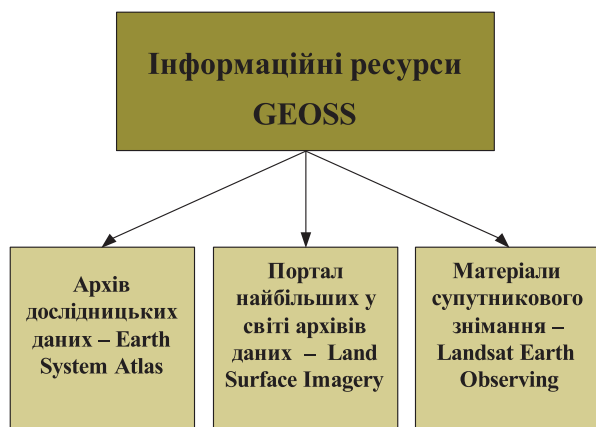 Інформаційні ресурси
GEOSS
Архів
дослідницьких
даних – Earth
System Atlas
Портал
найбільших у
світі архівів
даних – Land
Surface Imagery
Матеріали
супутникового
знімання –
Landsat Earth
Observing